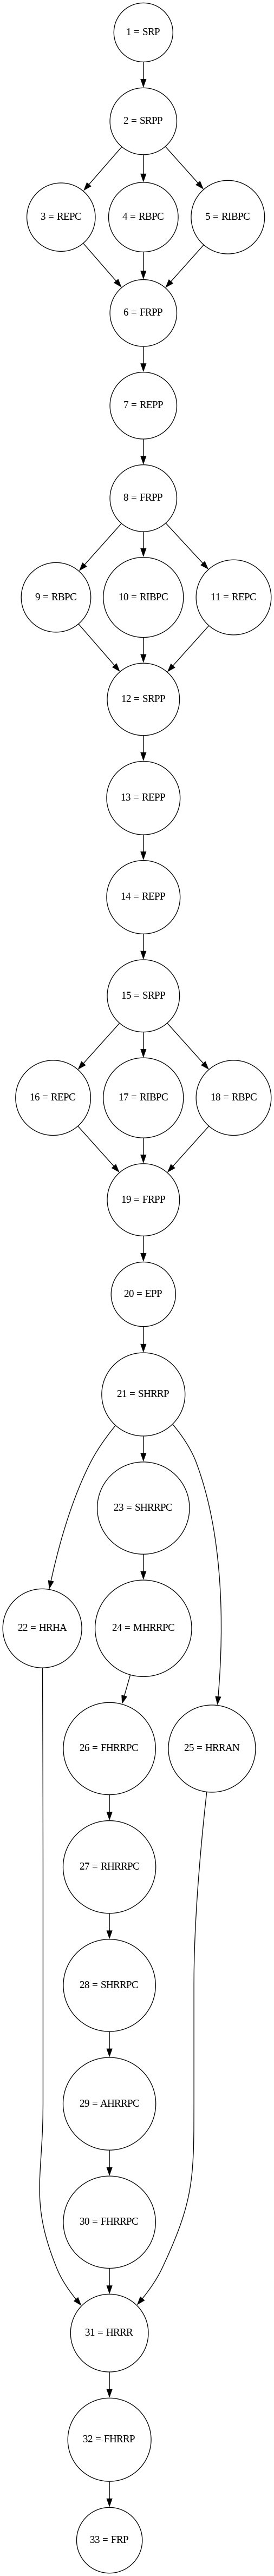 1 = SRP
2 = SRPP
3 = REPC
4 = RBPC
5 = RIBPC
6 = FRPP
7 = REPP
8 = FRPP
9 = RBPC
10 = RIBPC
11 = REPC
12 = SRPP
13 = REPP
14 = REPP
15 = SRPP
16 = REPC
17 = RIBPC
18 = RBPC
19 = FRPP
20 = EPP
21 = SHRRP
23 = SHRRPC
22 = HRHA
24 = MHRRPC
26 = FHRRPC
25 = HRRAN
27 = RHRRPC
28 = SHRRPC
29 = AHRRPC
30 = FHRRPC
31 = HRRR
32 = FHRRP
33 = FRP